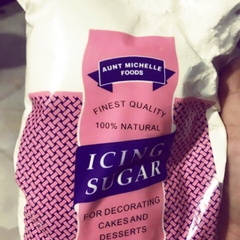 AUNT MICHELLE
FOODS
FINEST QUALITY
100% NATURAL
ICING
SUGAR
FOR DECORATING
CAKES AND
DESSERTS